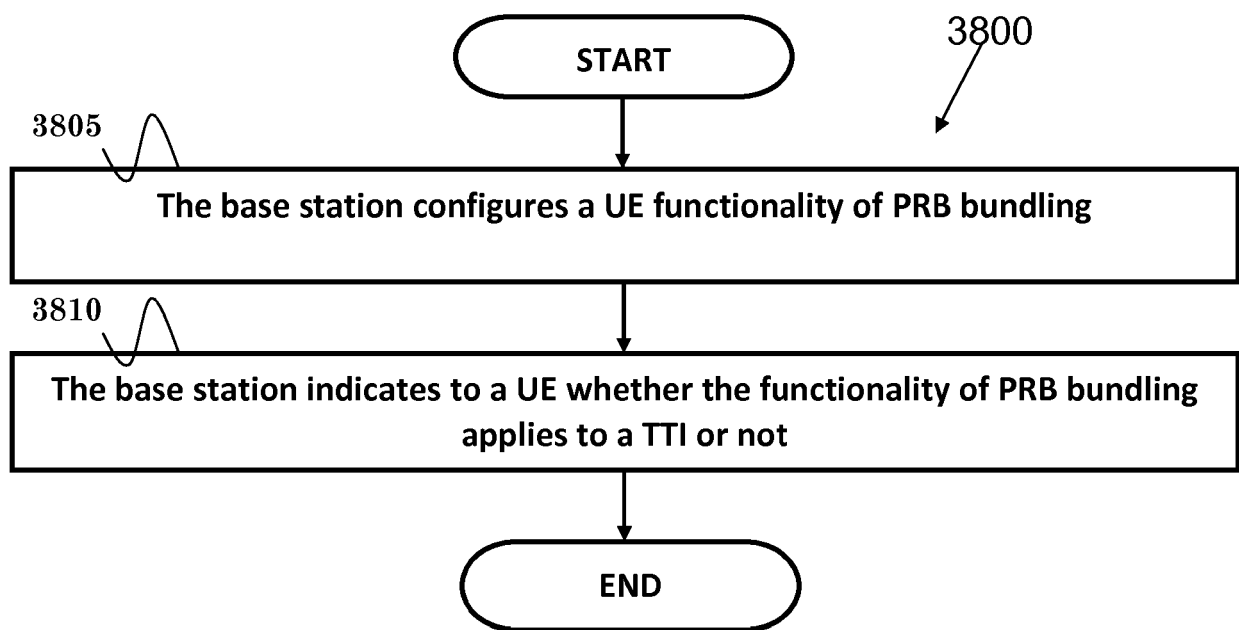 START
3800
3805
The base station configures a UE functionality of PRB bundling
3810
The base station indicates to a UE whether the functionality of PRB bundling
applies to a TTI or not
END